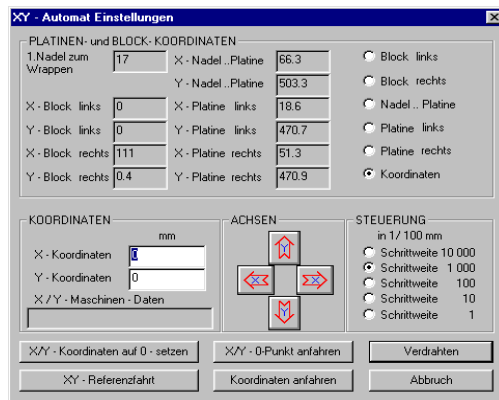 XY - Automat Einstellungen
PLATINEN- und BLOCK- KOORDINATEN
1.Nadel zum Wrappen 17 X - Nadel ..Platine 66.3 Block links
Y - Nadel ..Platine 503.3 Block rechts
X - Block links 0 X - Platine links 18.6 Nadel .. Platine
Y - Block links 0 Y - Platine links 470.7 Platine links
X - Block rechts 111 X - Platine rechts 51.3 Platine rechts
Y - Block rechts 0.4 Y - Platine rechts 470.9 Koordinaten
KOORDINATEN
mm
X - Koordinaten 0
Y - Koordinaten 0
X / Y - Maschinen - Daten
ACHSEN
Y
X X
Y
STEUERUNG
in 1/ 100 mm
Schrittweite 10 000
Schrittweite 1 000
Schrittweite 100
Schrittweite 10
Schrittweite 1
X/Y - Koordinaten auf 0 - setzen X/Y - 0-Punkt anfahren Verdrahten
XY - Referenzfahrt Koordinaten anfahren Abbruch